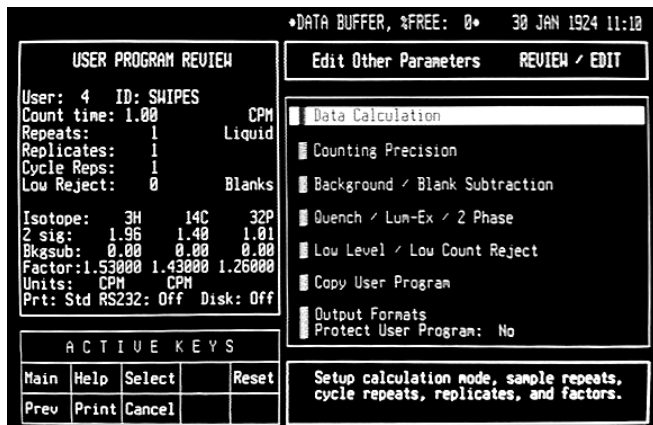 *DATA BUFFER, %FREE: 0* 30 JAN 1924 11:10
USER PROGRAM REVIEW
User: 4 ID: SWIPES
Count time: 1.00 CPM
Repeats: 1 Liquid
Replicates: 1
Cycle Reps: 1
Low Reject: 0 Blanks
Isotope: 3H 14C 32P
2 sig: 1.96 1.40 1.01
Bkgsub: 0.00 0.00 0.00
Factor:1.53000 1.43000 1.26000
Units: CPM CPM
Prt: Std RS232: Off Disk: Off
ACTIVE KEYS
Main Help Select Reset
Prev Print Cancel
Edit Other Parameters REVIEW / EDIT
Data Calculation
Counting Precision
Background / Blank Subtraction
Quench / Lum-Ex / 2 Phase
Low Level / Low Count Reject
Copy User Program
Output Formats
Protect User Program: No
Setup calculation mode, sample repeats,
cycle repeats, replicates, and factors.